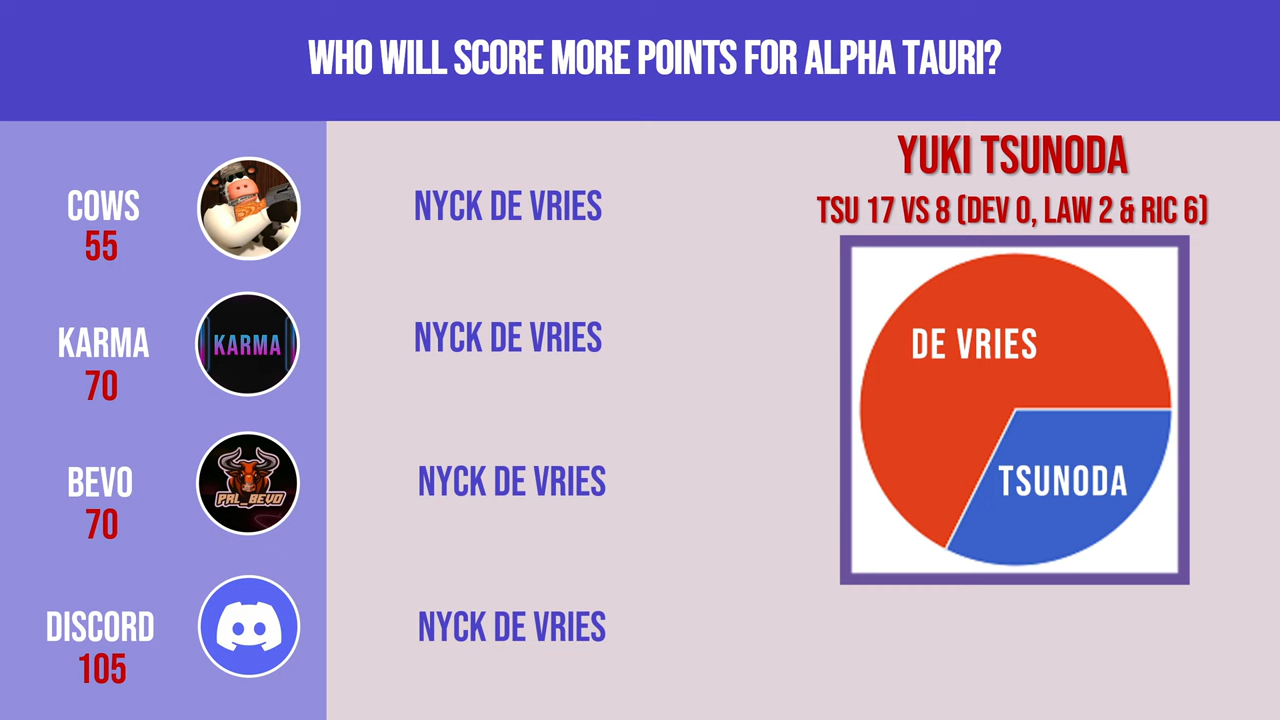 WHO WILL SCORE MORE POINTS FOR ALPHA TAURI?
COWS
55
NYCK DE VRIES
KARMA
70
KARMA
NYCK DE VRIES
BEVO
70
PRL_BEVO
NYCK DE VRIES
DISCORD
105
NYCK DE VRIES
YUKI TSUNODA
TSU 17 VS 8 (DEV 0, LAW 2 & RIC 6)
DE VRIES
TSUNODA